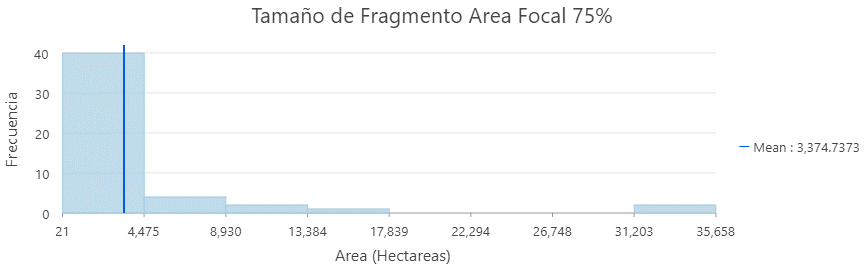 Tamaño de Fragmento Area Focal 75%
Frecuencia
40
30
20
10
0
21 4,475 8,930 13,384 17,839 22,294 26,748 31,203 35,658
Area (Hectareas)
Mean : 3,374.7373